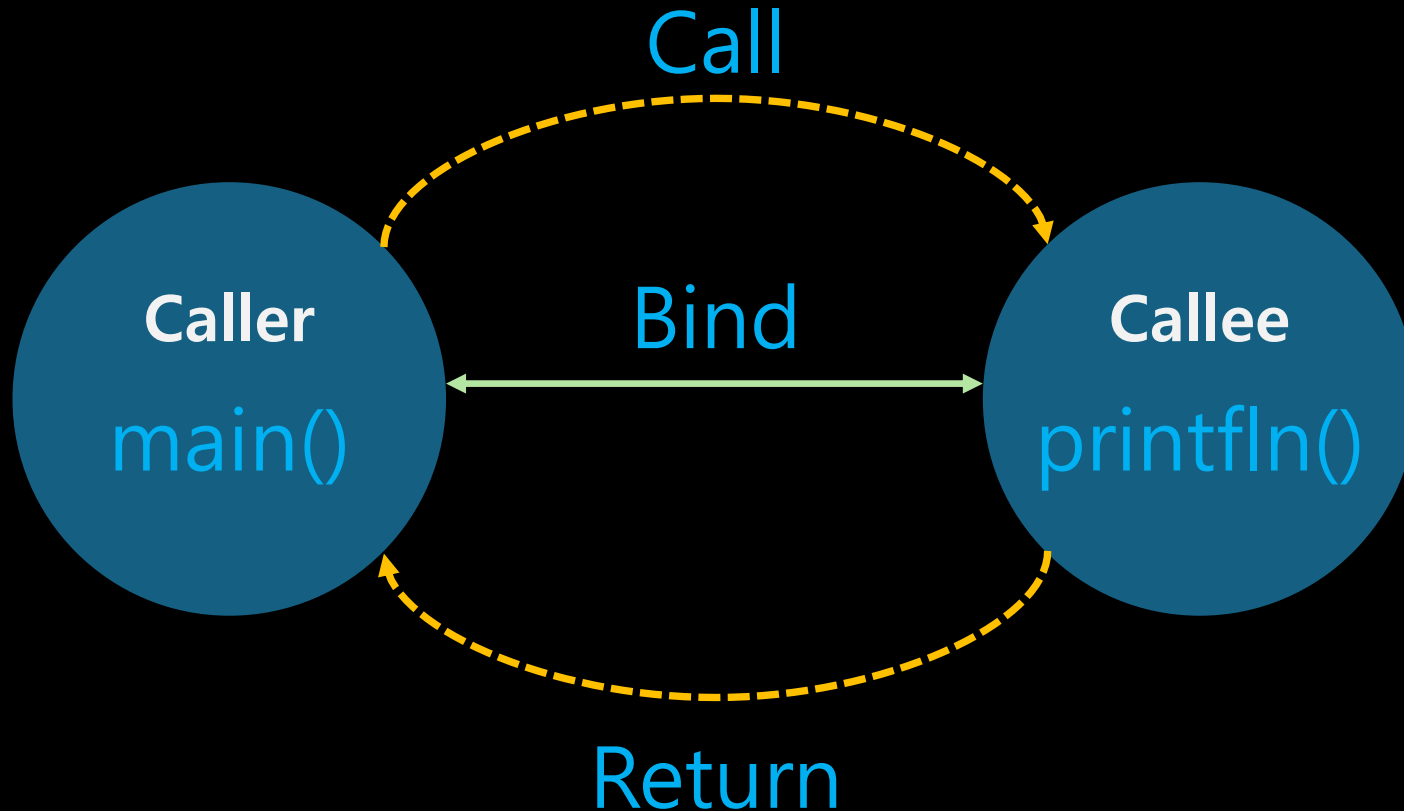 Call
Caller
Bind
Callee
main()
printfln()
Return